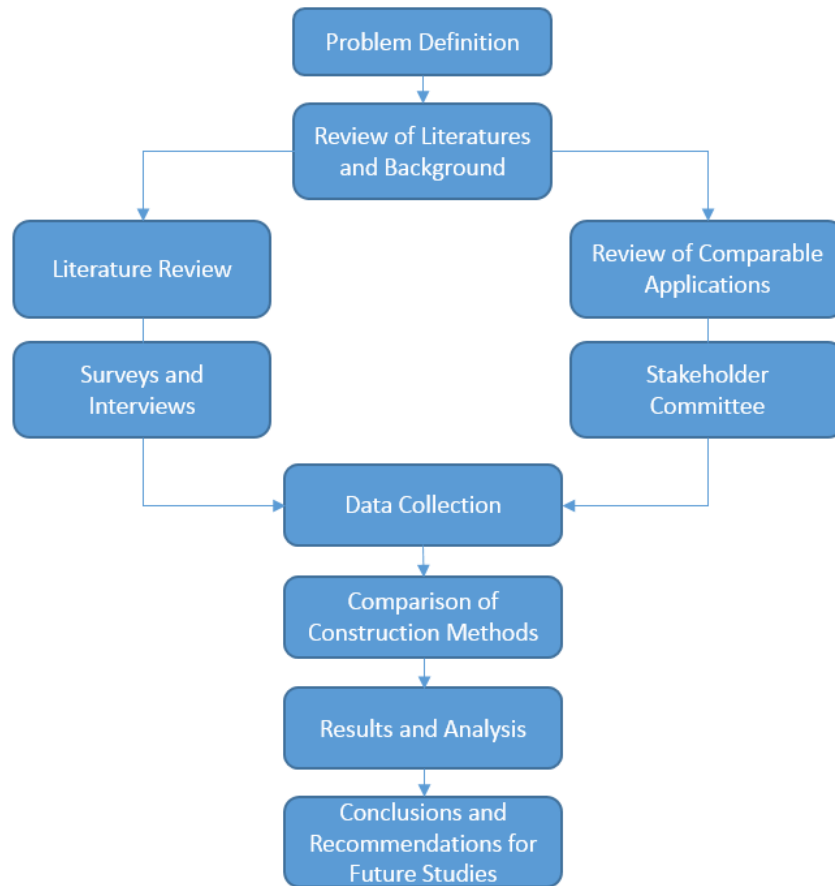 Problem Definition
Review of Literatures
and Background
Literature Review
Review of Comparable
Applications
Surveys and
Interviews
Stakeholder
Committee
Data Collection
Comparison of
Construction Methods
Results and Analysis
Conclusions and
Recommendations for
Future Studies